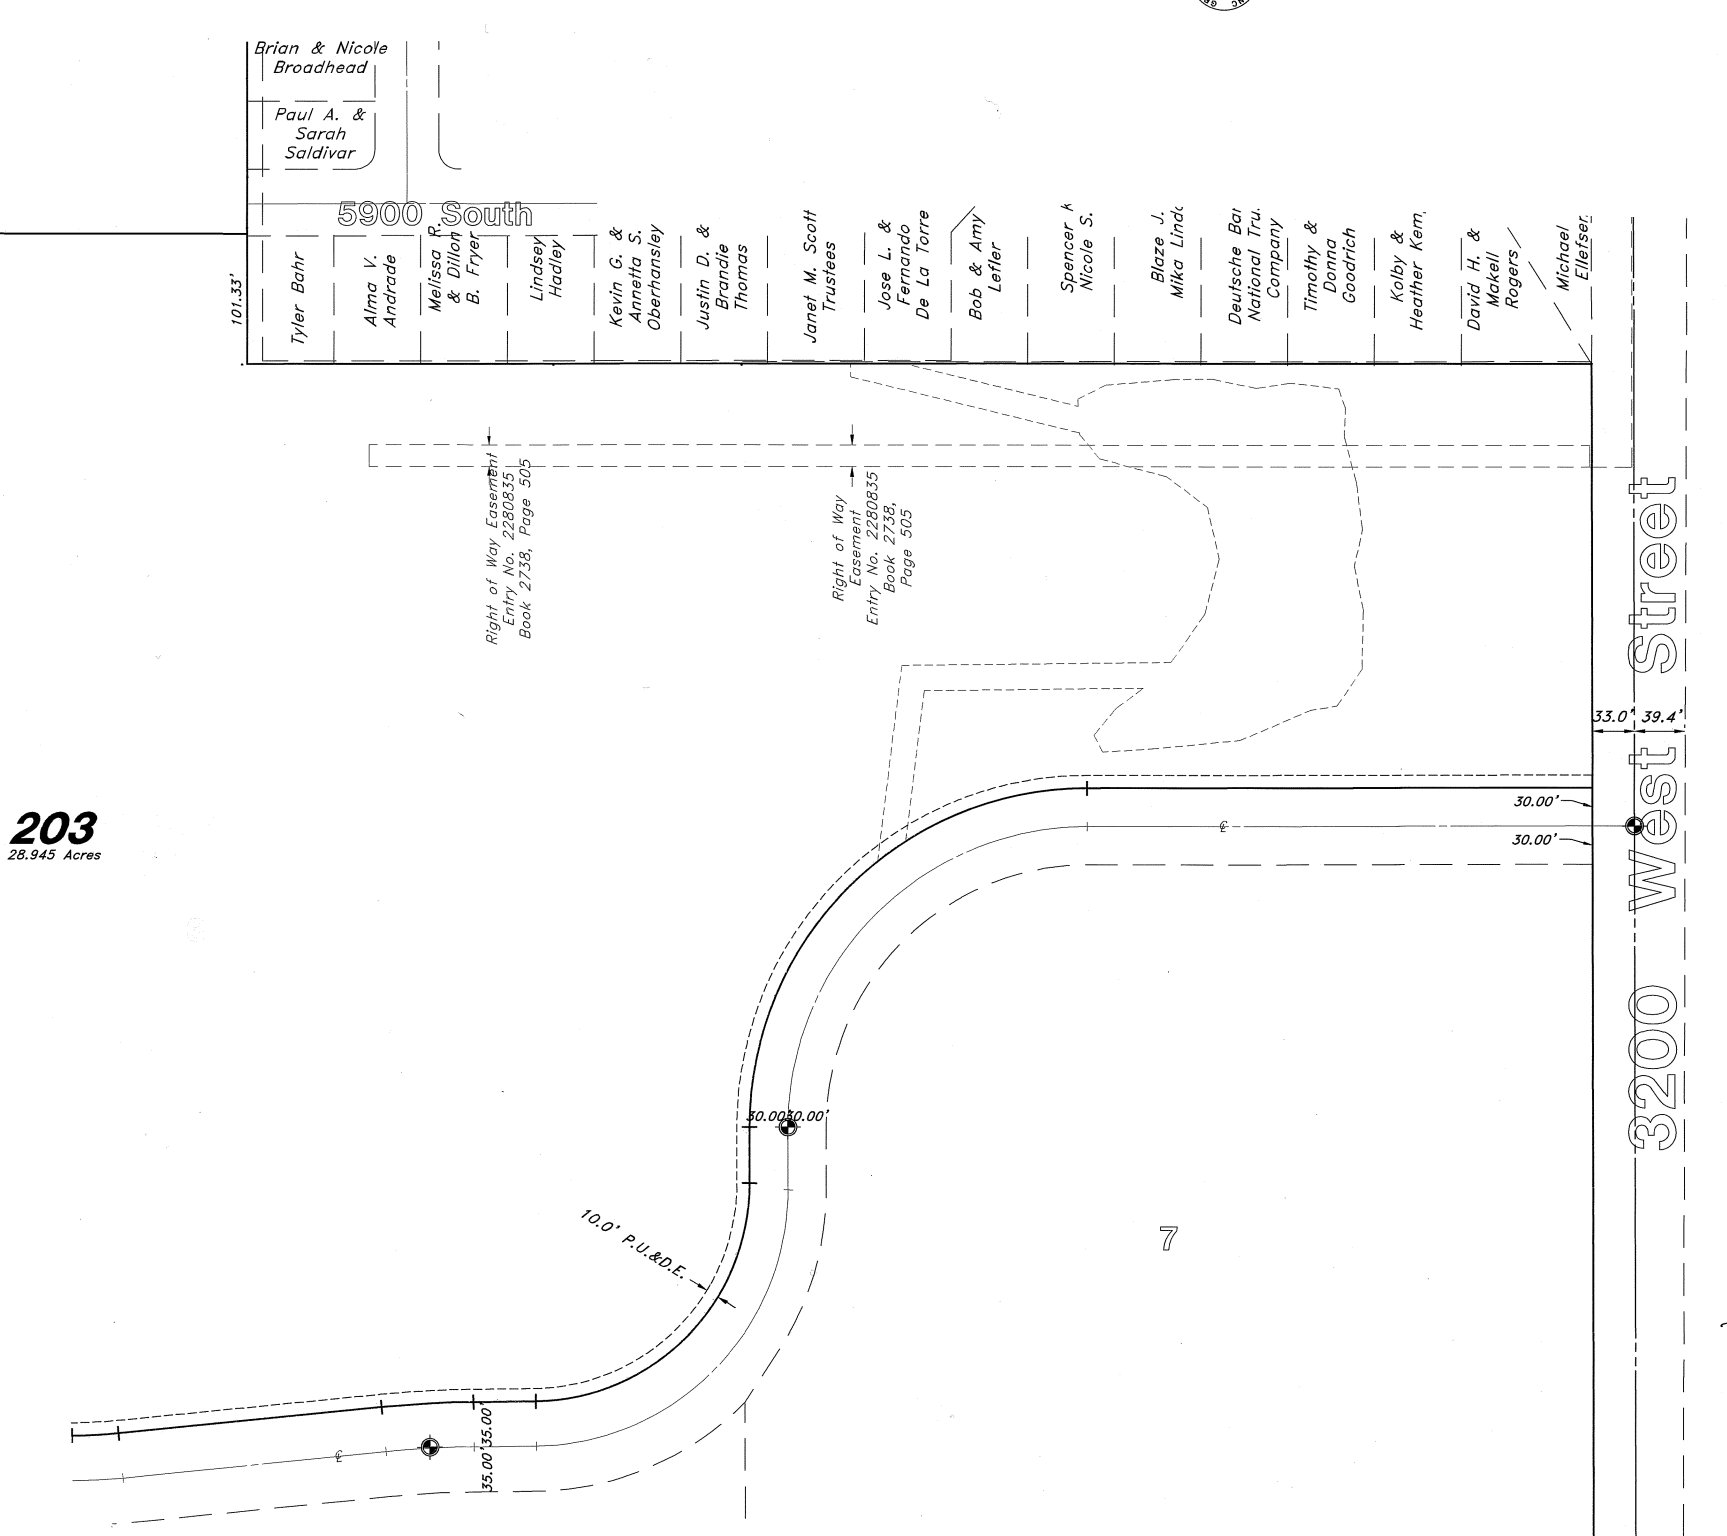 Brian & Nicole
Broadhead
Paul A. &
Sarah
Saldivar
5900 South
101.33'
Tyler Bahr
Alma V.
Andrade
Melissa R.
& Dillon
B. Fryer
Lindsey
Hadley
Kevin G. &
Annetta S.
Oberhansley
Justin D. &
Brandie
Thomas
Janet M. Scott
Trustees
Jose L. &
Fernando
De La Torre
Bob & Amy
Lefler
Spencer
Nicole S.
Blaze J.
Mika
Deutsche
National
Company
Timothy &
Donna
Goodrich
Kolby &
Heather
David H. &
Makell
Rogers
Michael
Right of Way Easement
Entry No. 2280835
Book 2738, Page 505
Right of Way
Easement
Entry No. 2280835
Book 2738,
Page 505
3200 West Street
33.0' 39.4'
30.00'
30.00'
203
28.945 Acres
30.00' 30.00'
10.0' P.U.&D.E.
7
35.00' 35.00'